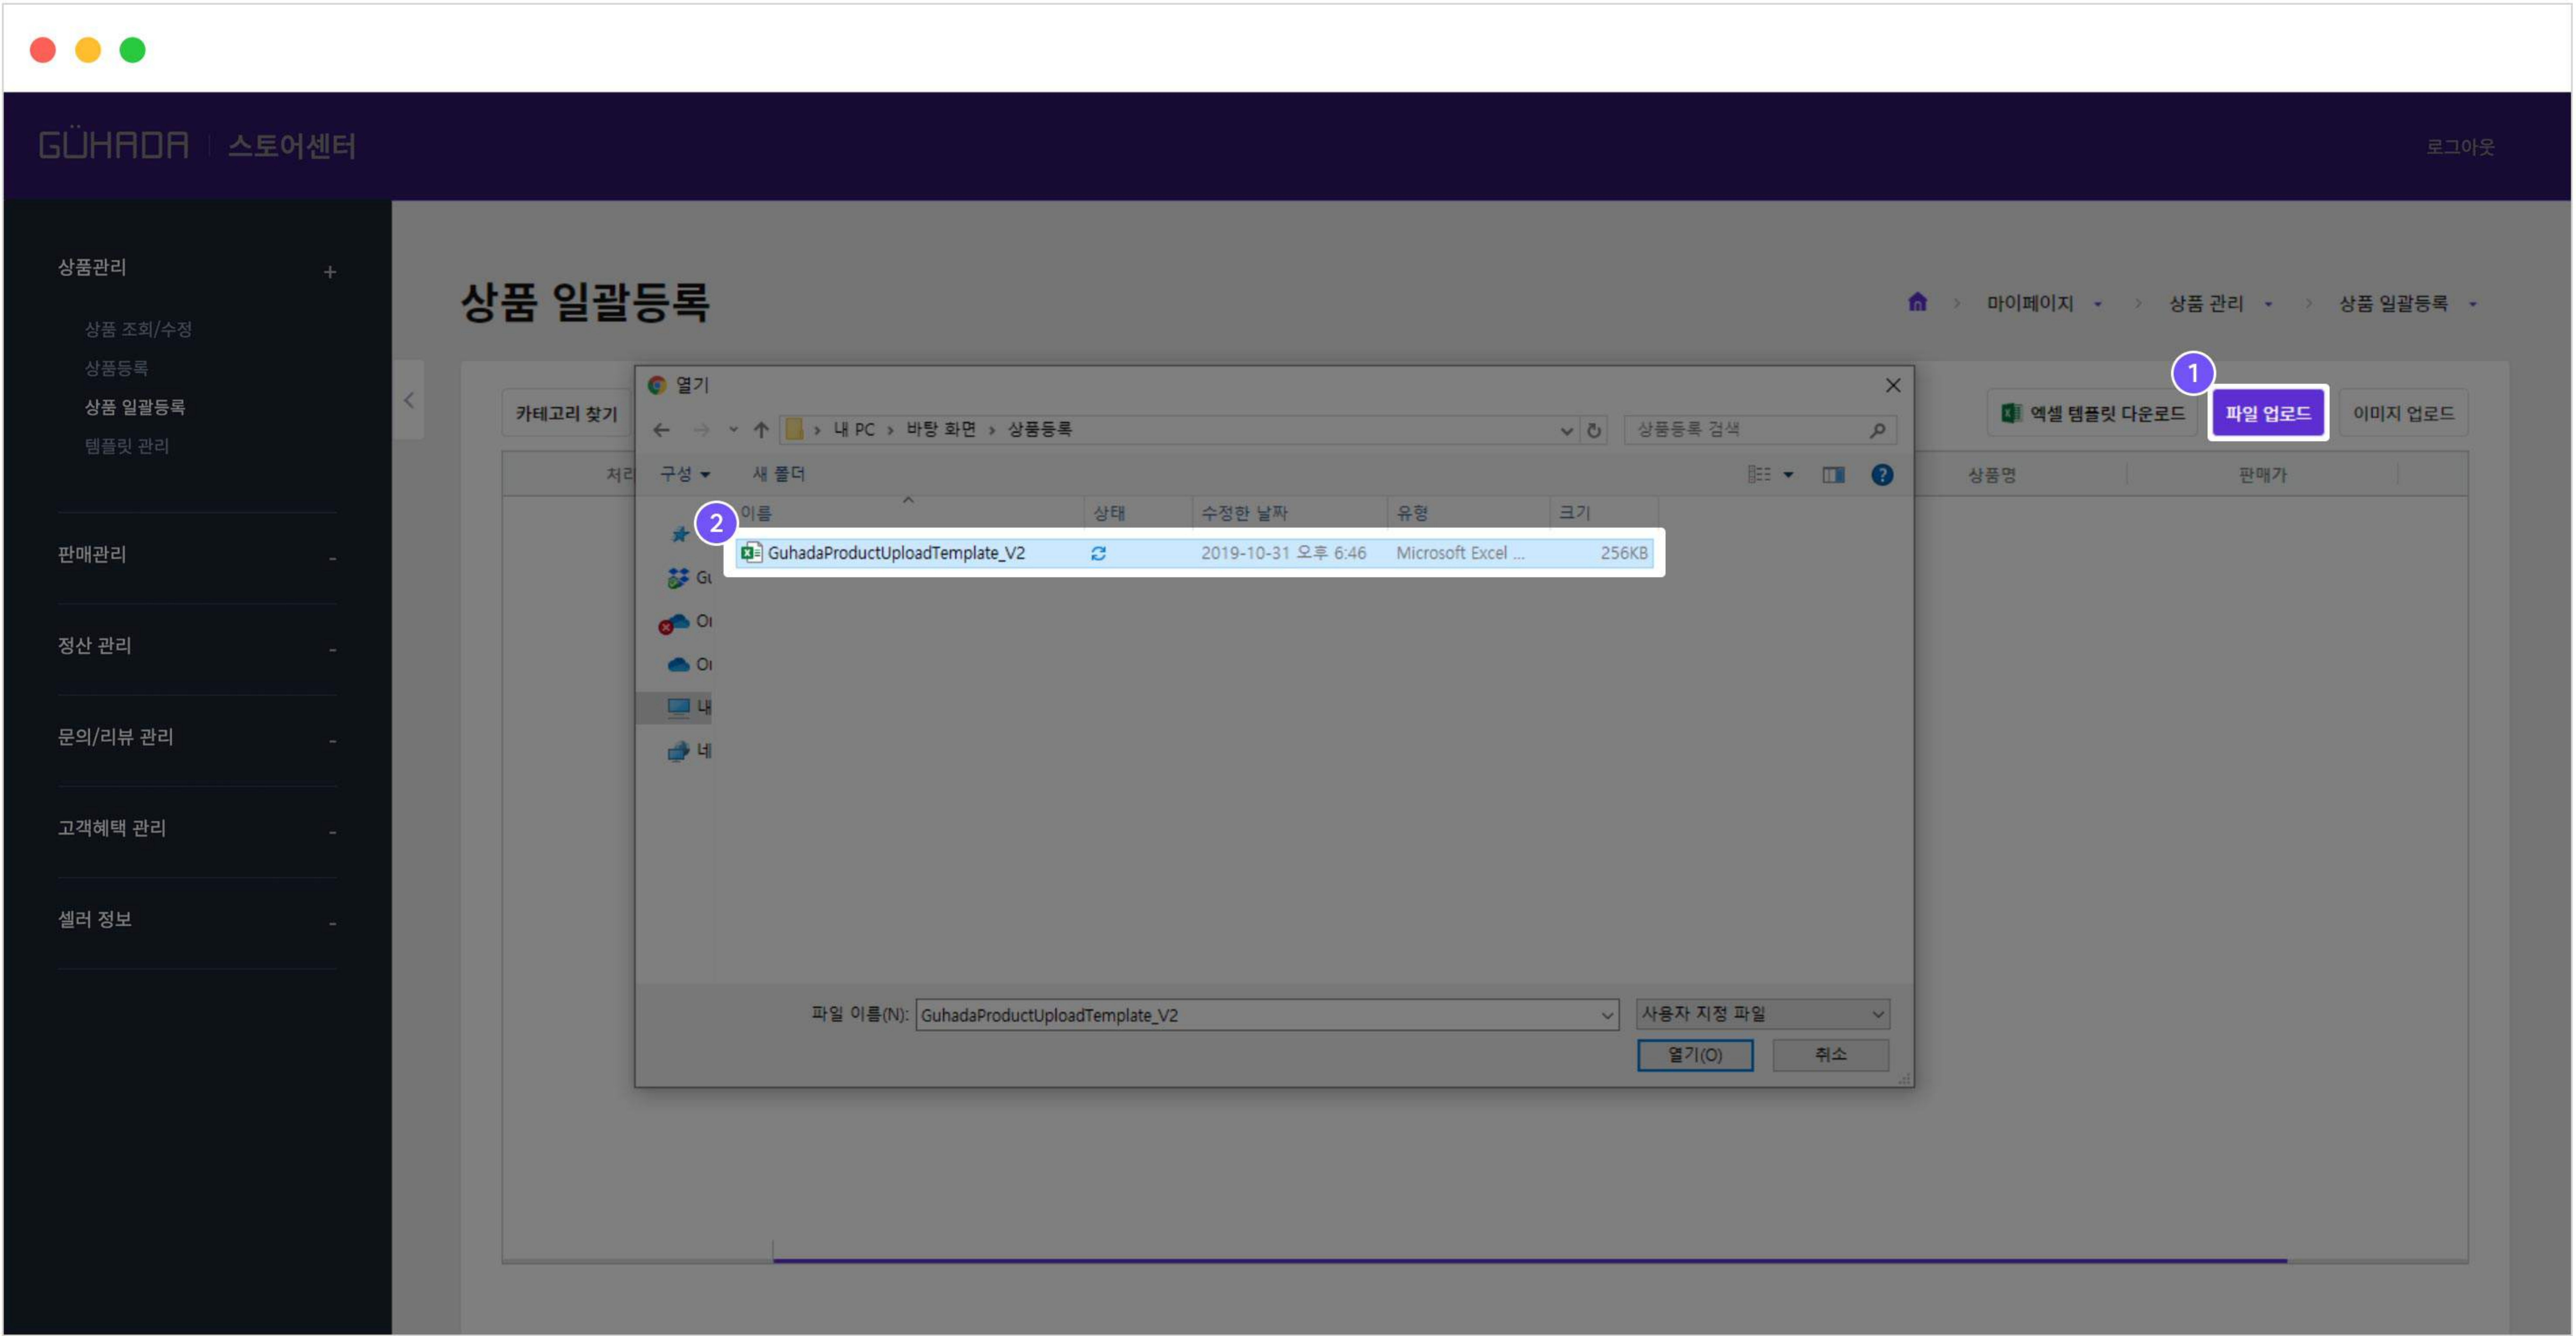 GÜHADA | 스토어센터
로그아웃
상품관리 +
상품 조회/수정
상품등록
상품 일괄등록
템플릿 관리
판매관리 -
정산 관리 -
문의/리뷰 관리 -
고객혜택 관리 -
셀러 정보 -
상품 일괄등록
마이페이지 > 상품 관리 > 상품 일괄등록
1
카테고리 찾기
엑셀 템플릿 다운로드
파일 업로드
이미지 업로드
처리
상품명
판매가
열기
내 PC > 바탕 화면 > 상품등록
상품등록 검색
구성
새 폴더
2
이름 상태 수정한 날짜 유형 크기
GuhadaProductUploadTemplate_V2 2019-10-31 오후 6:46 Microsoft Excel ... 256KB
파일 이름(N): GuhadaProductUploadTemplate_V2
사용자 지정 파일
열기(O)
취소